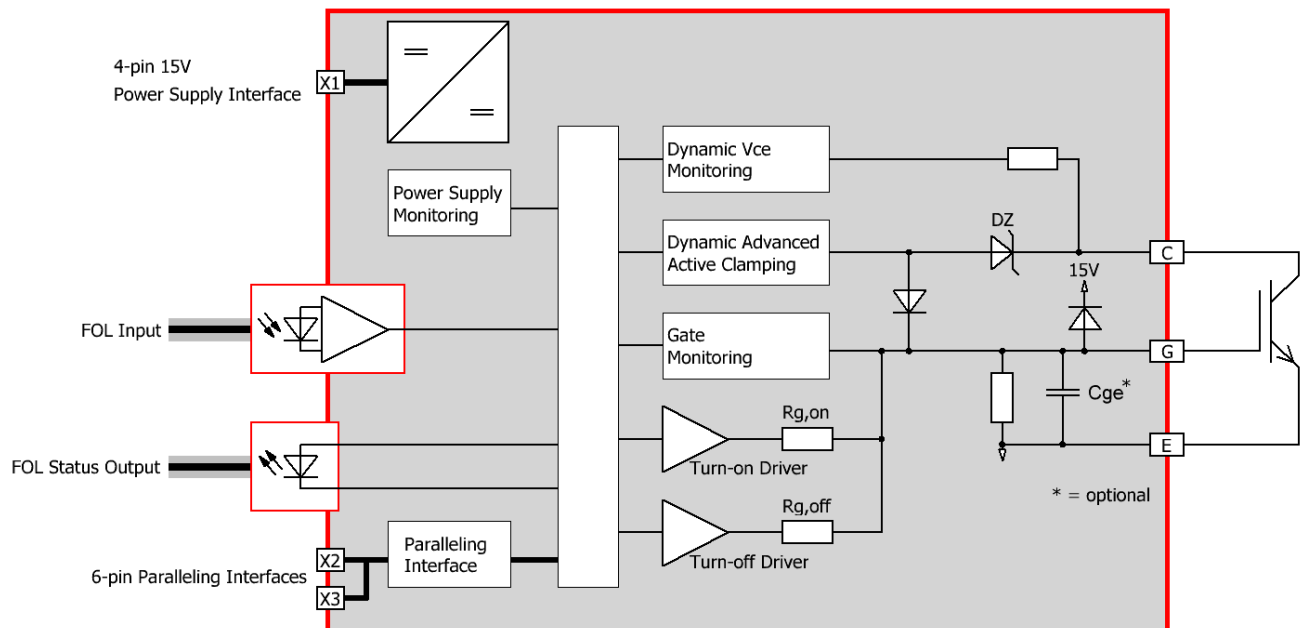 4-pin 15V
Power Supply Interface
X1
Power Supply
Monitoring
Dynamic Vce
Monitoring
Dynamic Advanced
Active Clamping
DZ
15V
C
FOL Input
Gate
Monitoring
G
Cge*
Rg,on
Turn-on Driver
E
FOL Status Output
* = optional
Rg,off
Turn-off Driver
Paralleling
Interface
X2
6-pin Paralleling Interfaces
X3